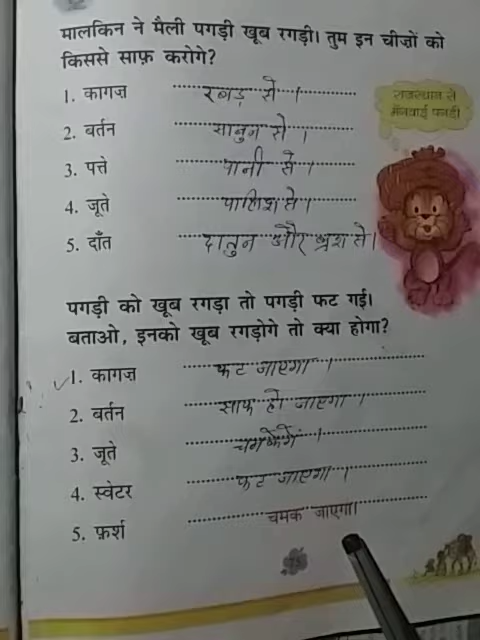 मालकिन ने मैली पगड़ी खूब रगड़ी। तुम इन चीज़ों को
किससे साफ़ करोगे?
राजस्थान से
मँगवाई पगड़ी
1. कागज़ रबड़ से।
2. बर्तन साबुन से।
3. पत्ते पानी से।
4. जूते पालिश से।
5. दाँत दातुन और ब्रश से।
पगड़ी को खूब रगड़ा तो पगड़ी फट गई।
बताओ, इनको खूब रगड़ोगे तो क्या होगा?
1. कागज़ फट जाएगा।
2. बर्तन साफ हो जाएगा।
3. जूते चमकेंगे।
4. स्वेटर फट जाएगा।
5. फ़र्श चमक जाएगा।